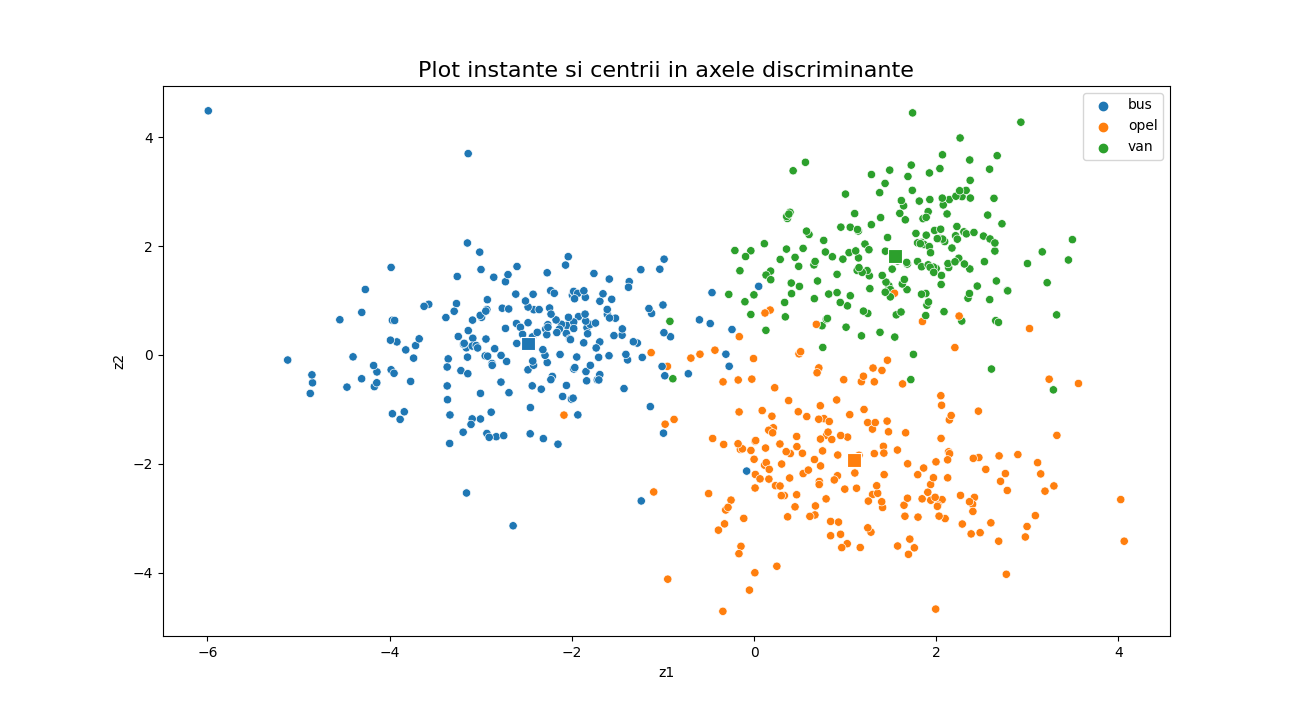 Plot instante si centrii in axele discriminante
bus
opel
van
4
2
0
−2
−4
z2
−6 −4 −2 0 2 4
z1